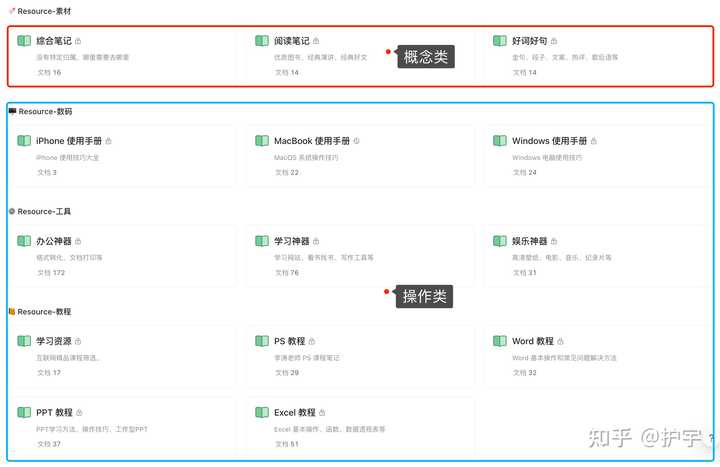 Resource-素材
综合笔记
没有特定归属、哪里需要去哪里
文档 16
阅读笔记
优质图书、经典演讲、经典好文
文档 14
好词好句
金句、段子、文案、热评、歇后语等
文档 14
概念类
Resource-数码
iPhone 使用手册
iPhone 使用技巧大全
文档 3
MacBook 使用手册
MacOS 系统操作技巧
文档 22
Windows 使用手册
Windows 电脑使用技巧
文档 24
Resource-工具
办公神器
格式转化、文档打印等
文档 172
学习神器
学习网站、看书找书、写作工具等
文档 76
娱乐神器
高清壁纸、电影、音乐、纪录片等
文档 31
操作类
Resource-教程
学习资源
互联网精品课程筛选。
文档 17
PS 教程
李涛老师 PS 课程笔记
文档 29
Word 教程
Word 基本操作和常见问题解决方法
文档 32
PPT 教程
PPT学习方法、操作技巧、工作型PPT
文档 37
Excel 教程
Excel 基本操作、函数、数据透视表等
文档 51
知乎 @护宇
?